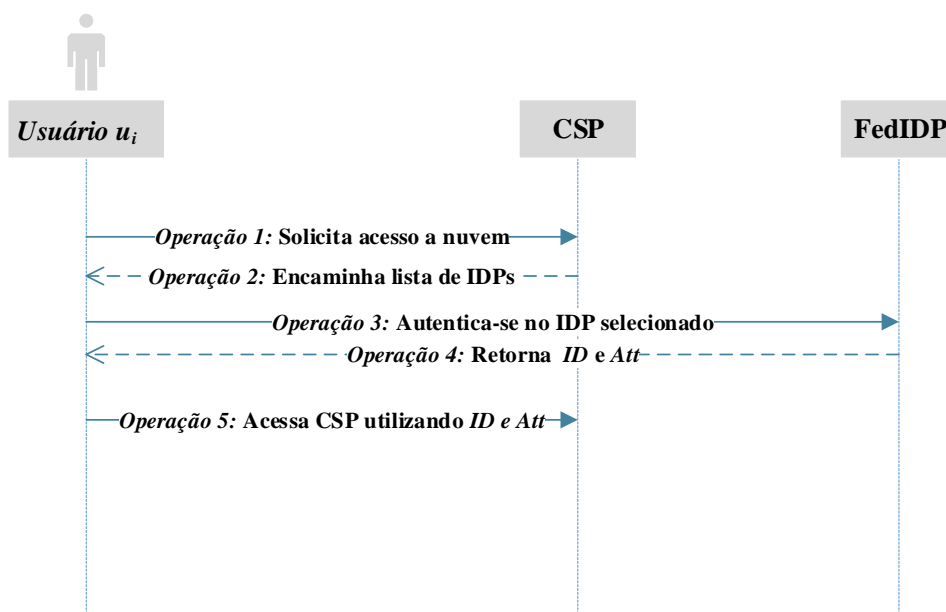 Usuário ui
CSP
FedIDP
Operação 1: Solicita acesso a nuvem
Operação 2: Encaminha lista de IDPs
Operação 3: Autentica-se no IDP selecionado
Operação 4: Retorna ID e Att
Operação 5: Acessa CSP utilizando ID e Att